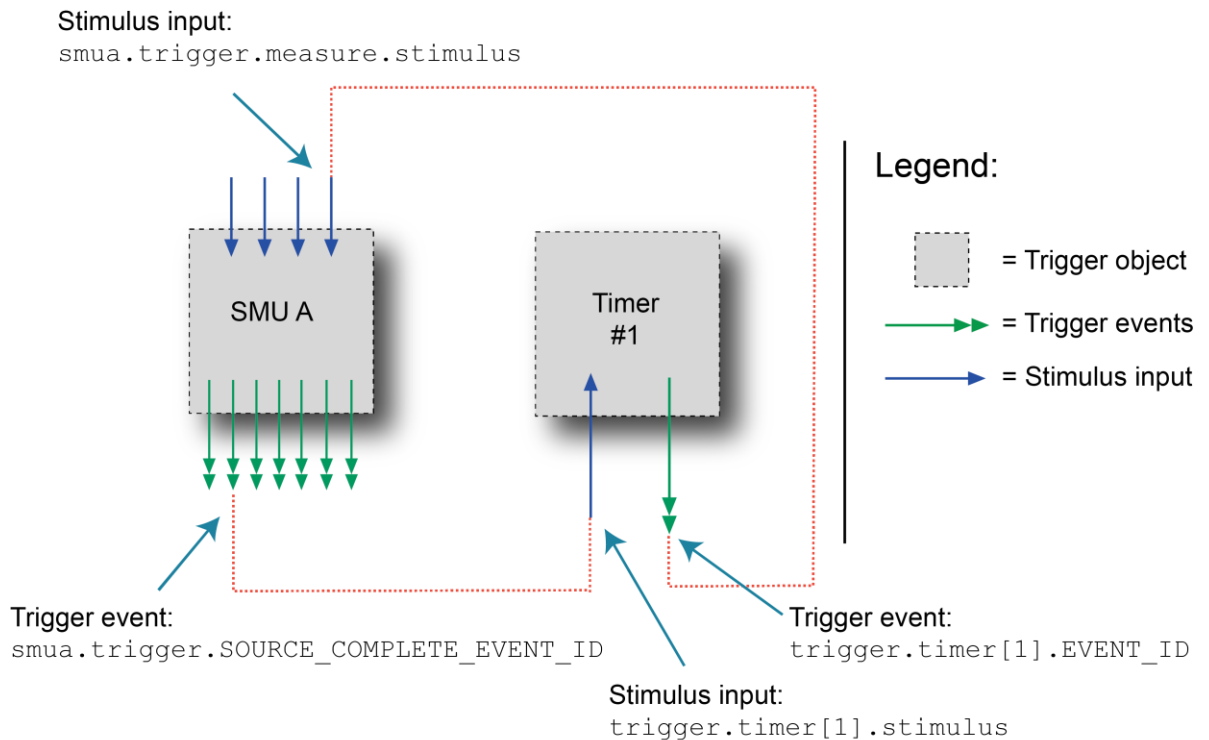 Stimulus input:
smua.trigger.measure.stimulus
Legend:
= Trigger object
SMU A
Timer
#1
= Trigger events
= Stimulus input
Trigger event:
smua.trigger.SOURCE_COMPLETE_EVENT_ID
Trigger event:
trigger.timer[1].EVENT_ID
Stimulus input:
trigger.timer[1].stimulus